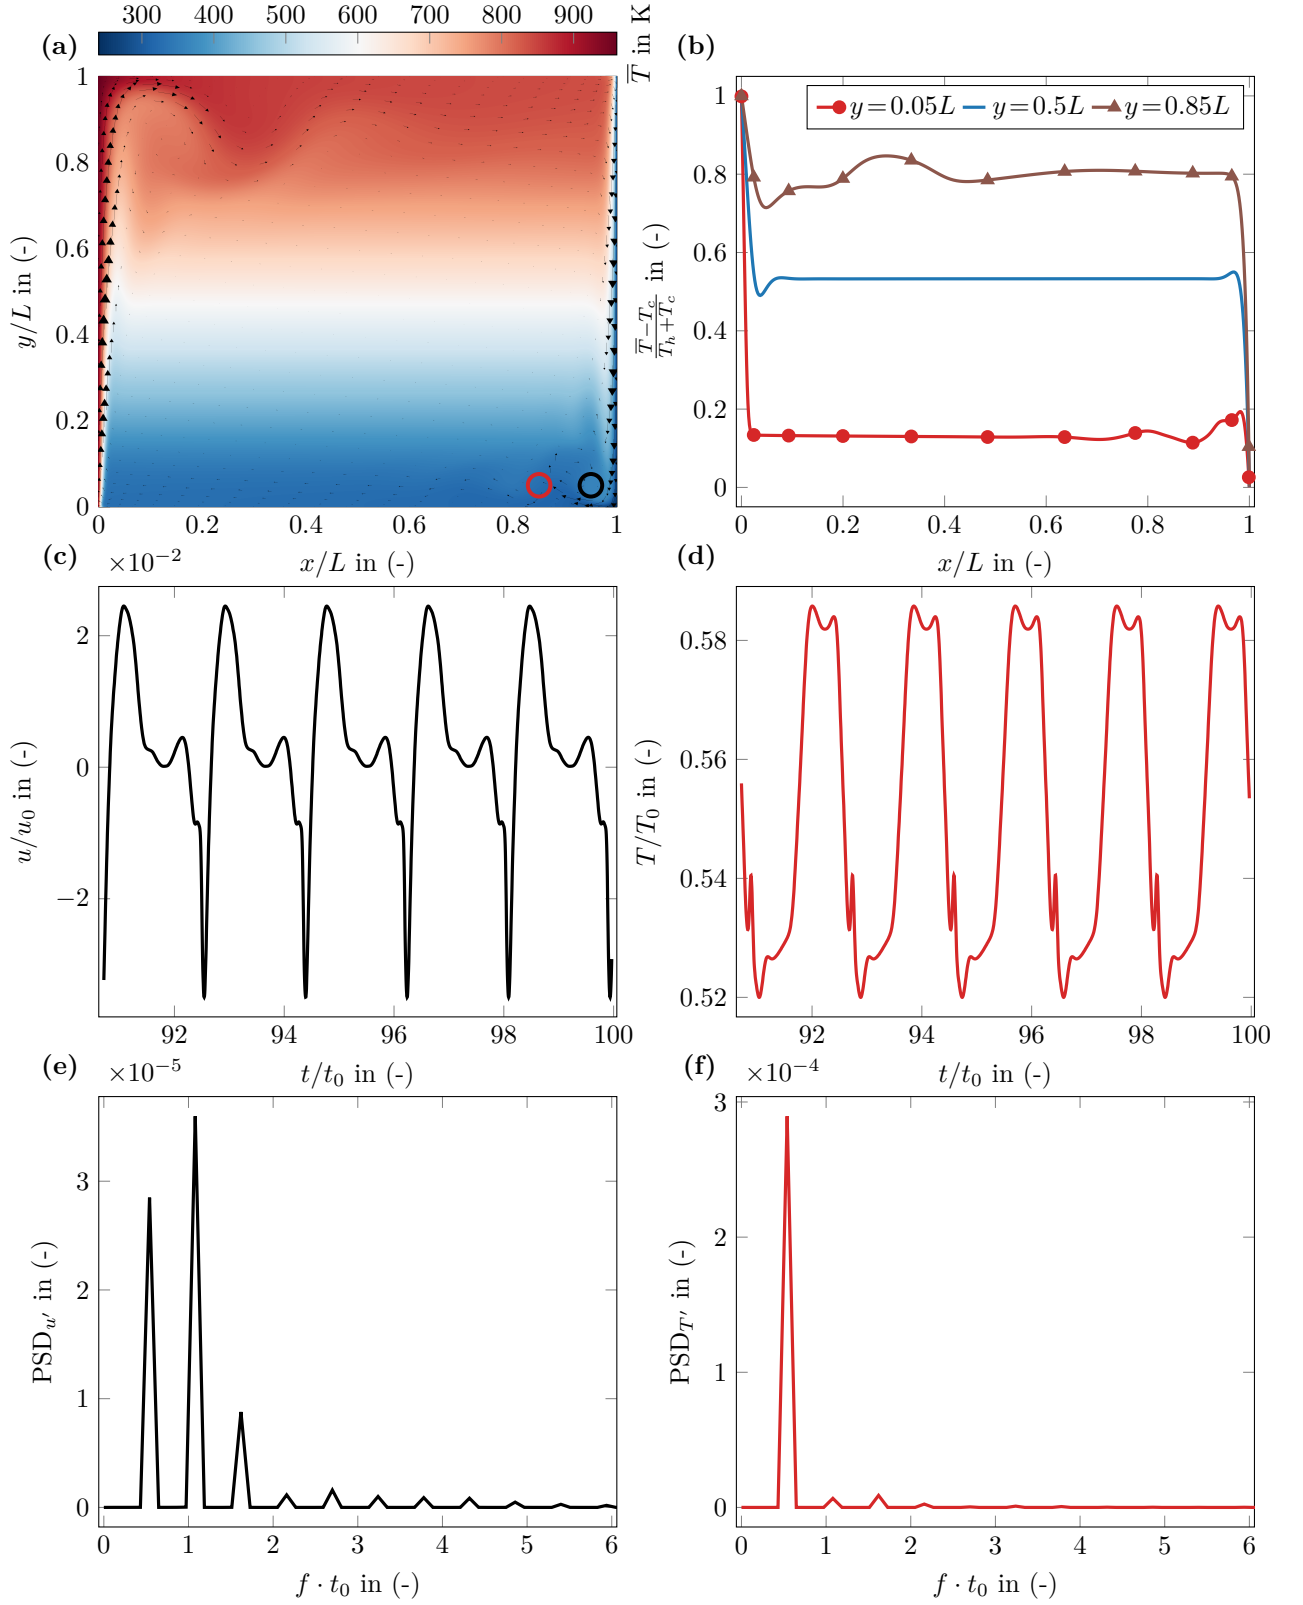 300 400 500 600 700 800 900
T̅ in K
(a)
1
0.8
0.6
0.4
0.2
0
y/L in (-)
0 0.2 0.4 0.6 0.8 1
x/L in (-)
(b)
y=0.05L y=0.5L y=0.85L
1
0.8
0.6
0.4
0.2
0
T̅−T_c / T_h+T_c in (-)
0 0.2 0.4 0.6 0.8 1
x/L in (-)
(c)
×10⁻²
2
0
−2
u/u₀ in (-)
92 94 96 98 100
t/t₀ in (-)
(d)
0.58
0.56
0.54
0.52
T/T₀ in (-)
92 94 96 98 100
t/t₀ in (-)
(e)
×10⁻⁵
3
2
1
0
PSD_u′ in (-)
0 1 2 3 4 5 6
f · t₀ in (-)
(f)
×10⁻⁴
3
2
1
0
PSD_T′ in (-)
0 1 2 3 4 5 6
f · t₀ in (-)